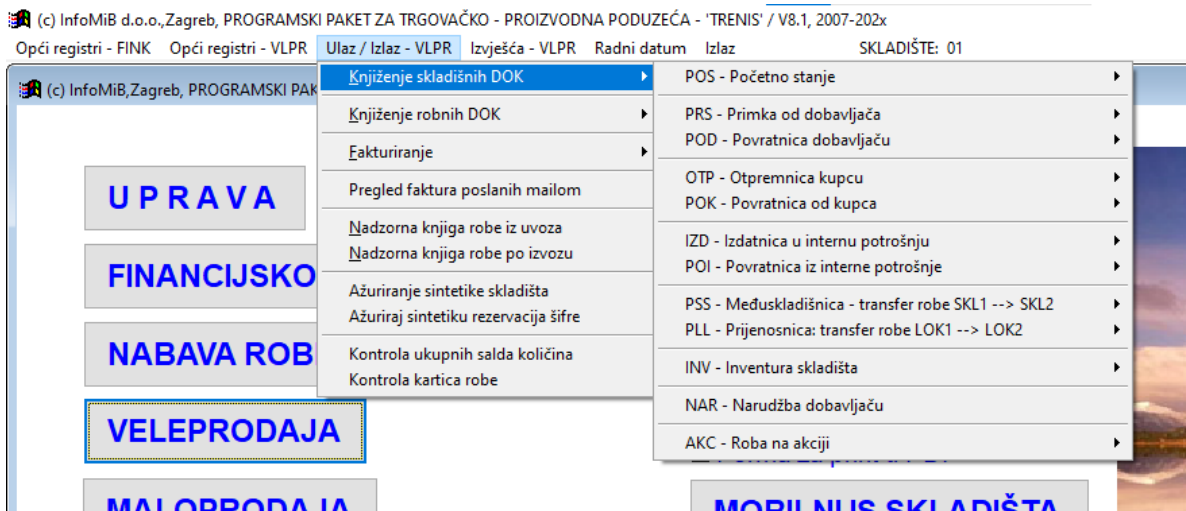 (c) InfoMiB d.o.o.,Zagreb, PROGRAMSKI PAKET ZA TRGOVAČKO - PROIZVODNA PODUZEĆA - 'TRENIS' / V8.1, 2007-202x
Opći registri - FINK Opći registri - VLPR Ulaz / Izlaz - VLPR Izvješća - VLPR Radni datum Izlaz SKLADIŠTE: 01
(c) InfoMiB,Zagreb, PROGRAMSKI PAK
Knjiženje skladišnih DOK
Knjiženje robnih DOK
Fakturiranje
Pregled faktura poslanih mailom
Nadzorna knjiga robe iz uvoza
Nadzorna knjiga robe po izvozu
Ažuriranje sintetike skladišta
Ažuriraj sintetiku rezervacija šifre
Kontrola ukupnih salda količina
Kontrola kartica robe
POS - Početno stanje
PRS - Primka od dobavljača
POD - Povratnica dobavljaču
OTP - Otpremnica kupcu
POK - Povratnica od kupca
IZD - Izdatnica u internu potrošnju
POI - Povratnica iz interne potrošnje
PSS - Međuskladišnica - transfer robe SKL1 --> SKL2
PLL - Prijenosnica: transfer robe LOK1 --> LOK2
INV - Inventura skladišta
NAR - Narudžba dobavljaču
AKC - Roba na akciji
U P R A V A
FINANCIJSKO
NABAVA ROB
VELEPRODAJA
MALOPRODAJA
MOBILNUS SKLADIŠTA